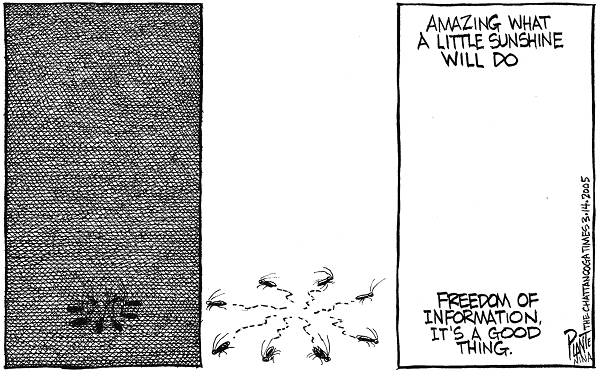 AMAZING WHAT
A LITTLE SUNSHINE
WILL DO
FREEDOM OF
INFORMATION,
IT'S A GOOD
THING.
THE CHATTANOOGA TIMES 3.14.2005
PLANTE